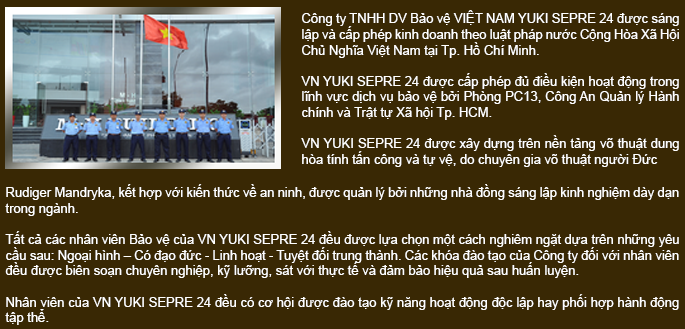 Công ty TNHH DV Bảo vệ VIỆT NAM YUKI SEPRE 24 được sáng
lập và cấp phép kinh doanh theo luật pháp nước Cộng Hòa Xã Hội
Chủ Nghĩa Việt Nam tại Tp. Hồ Chí Minh.
VN YUKI SEPRE 24 được cấp phép đủ điều kiện hoạt động trong
lĩnh vực dịch vụ bảo vệ bởi Phòng PC13, Công An Quản lý Hành
chính và Trật tự Xã hội Tp. HCM.
VN YUKI SEPRE 24 được xây dựng trên nền tảng võ thuật dung
hòa tính tấn công và tự vệ, do chuyên gia võ thuật người Đức
Rudiger Mandryka, kết hợp với kiến thức về an ninh, được quản lý bởi những nhà đồng sáng lập kinh nghiệm dày dạn
trong ngành.
Tất cả các nhân viên Bảo vệ của VN YUKI SEPRE 24 đều được lựa chọn một cách nghiêm ngặt dựa trên những yêu
cầu sau: Ngoại hình – Có đạo đức - Linh hoạt - Tuyệt đối trung thành. Các khóa đào tạo của Công ty đối với nhân viên
đều được biên soạn chuyên nghiệp, kỹ lưỡng, sát với thực tế và đảm bảo hiệu quả sau huấn luyện.
Nhân viên của VN YUKI SEPRE 24 đều có cơ hội được đào tạo kỹ năng hoạt động độc lập hay phối hợp hành động
tập thể.